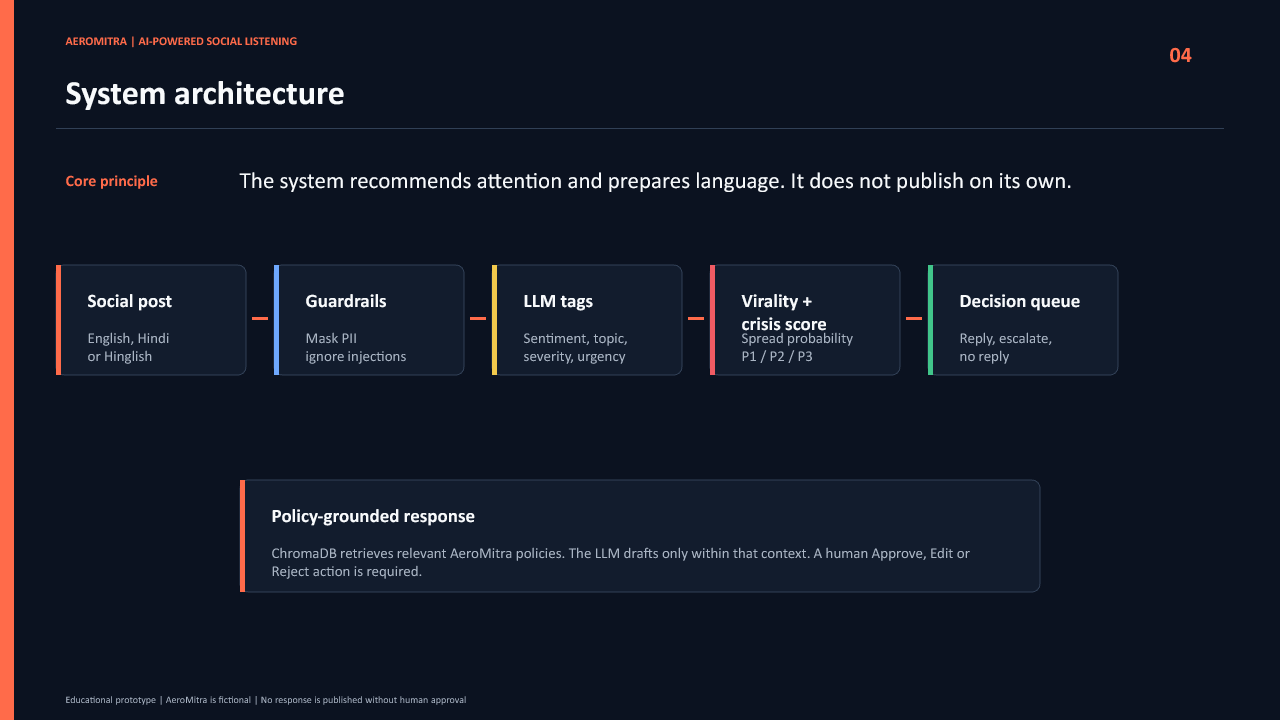 AEROMITRA | AI-POWERED SOCIAL LISTENING
04
System architecture
Core principle
The system recommends attention and prepares language. It does not publish on its own.
Social post
English, Hindi
or Hinglish
Guardrails
Mask PII
ignore injections
LLM tags
Sentiment, topic,
severity, urgency
Virality +
crisis score
Spread probability
P1 / P2 / P3
Decision queue
Reply, escalate,
no reply
Policy-grounded response
ChromaDB retrieves relevant AeroMitra policies. The LLM drafts only within that context. A human Approve, Edit or
Reject action is required.
Educational prototype | AeroMitra is fictional | No response is published without human approval